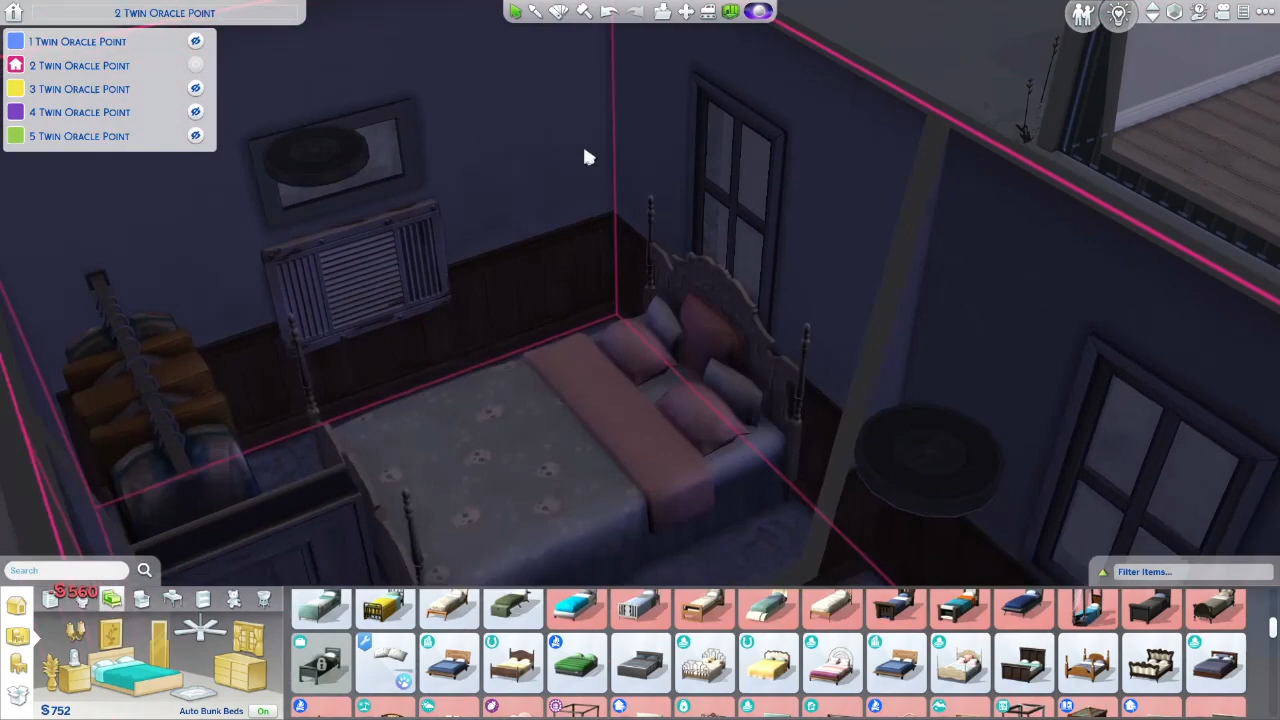 2 Twin Oracle Point
1 Twin Oracle Point
2 Twin Oracle Point
3 Twin Oracle Point
4 Twin Oracle Point
5 Twin Oracle Point
Search
Filter Items...
§560
§752
Auto Bunk Beds
On